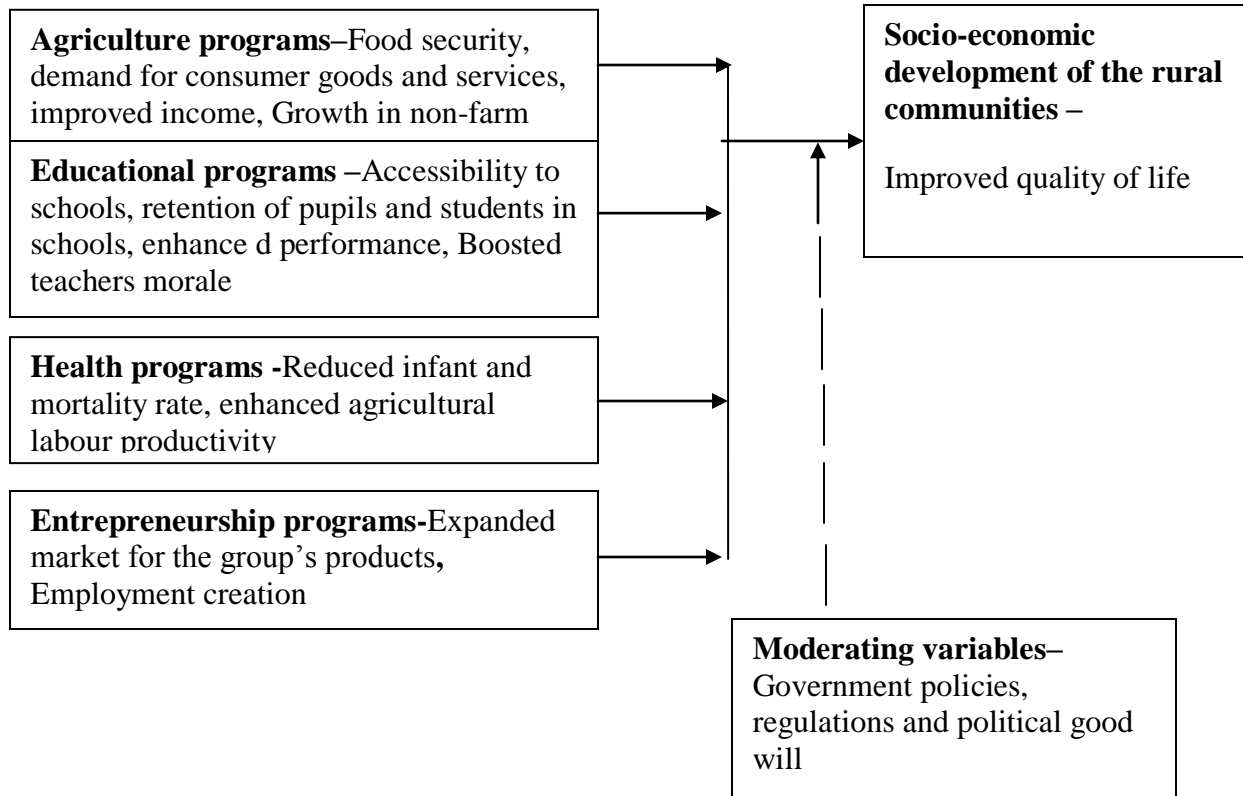 Agriculture programs–Food security,
demand for consumer goods and services,
improved income, Growth in non-farm
Educational programs –Accessibility to
schools, retention of pupils and students in
schools, enhance d performance, Boosted
teachers morale
Health programs -Reduced infant and
mortality rate, enhanced agricultural
labour productivity
Entrepreneurship programs-Expanded
market for the group’s products,
Employment creation
Socio-economic
development of the rural
communities –
Improved quality of life
Moderating variables–
Government policies,
regulations and political good
will